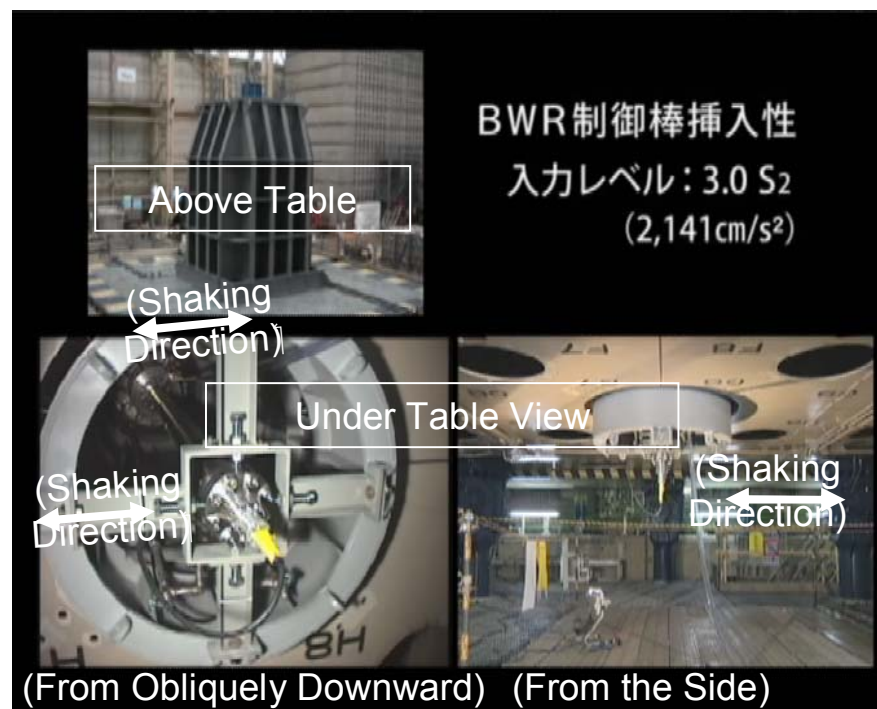 BWR制御棒挿入性
入力レベル：3.0 S2
(2,141cm/s²)
Above Table
(Shaking
Direction)
Under Table View
(Shaking
Direction)
(Shaking
Direction)
H8
(From Obliquely Downward)
(From the Side)